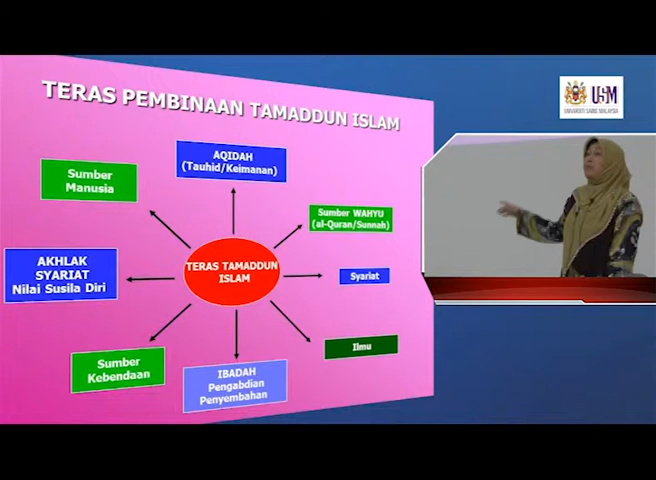 TERAS PEMBINAAN TAMADDUN ISLAM
USM
UNIVERSITI SAINS MALAYSIA
AQIDAH
(Tauhid/Keimanan)
Sumber
Manusia
Sumber WAHYU
(al-Quran/Sunnah)
TERAS TAMADDUN
ISLAM
AKHLAK
SYARIAT
Nilai Susila Diri
Syariat
Ilmu
Sumber
Kebendaan
IBADAH
Pengabdian
Penyembahan